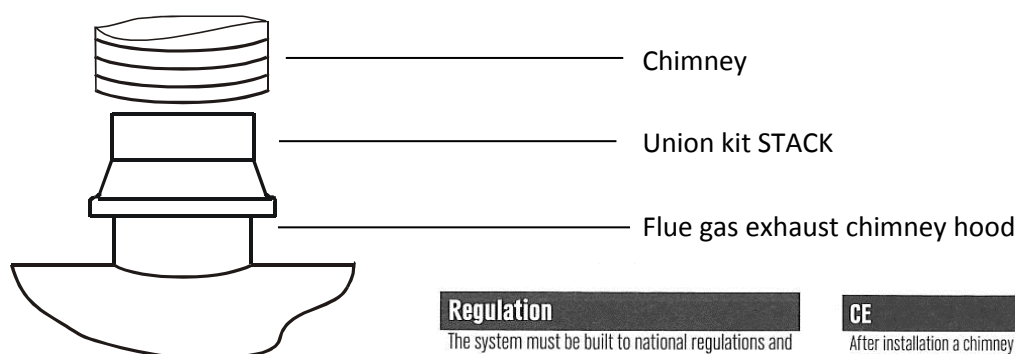 Chimney
Union kit STACK
Flue gas exhaust chimney hood
Regulation
The system must be built to national regulations and
CE
After installation a chimney